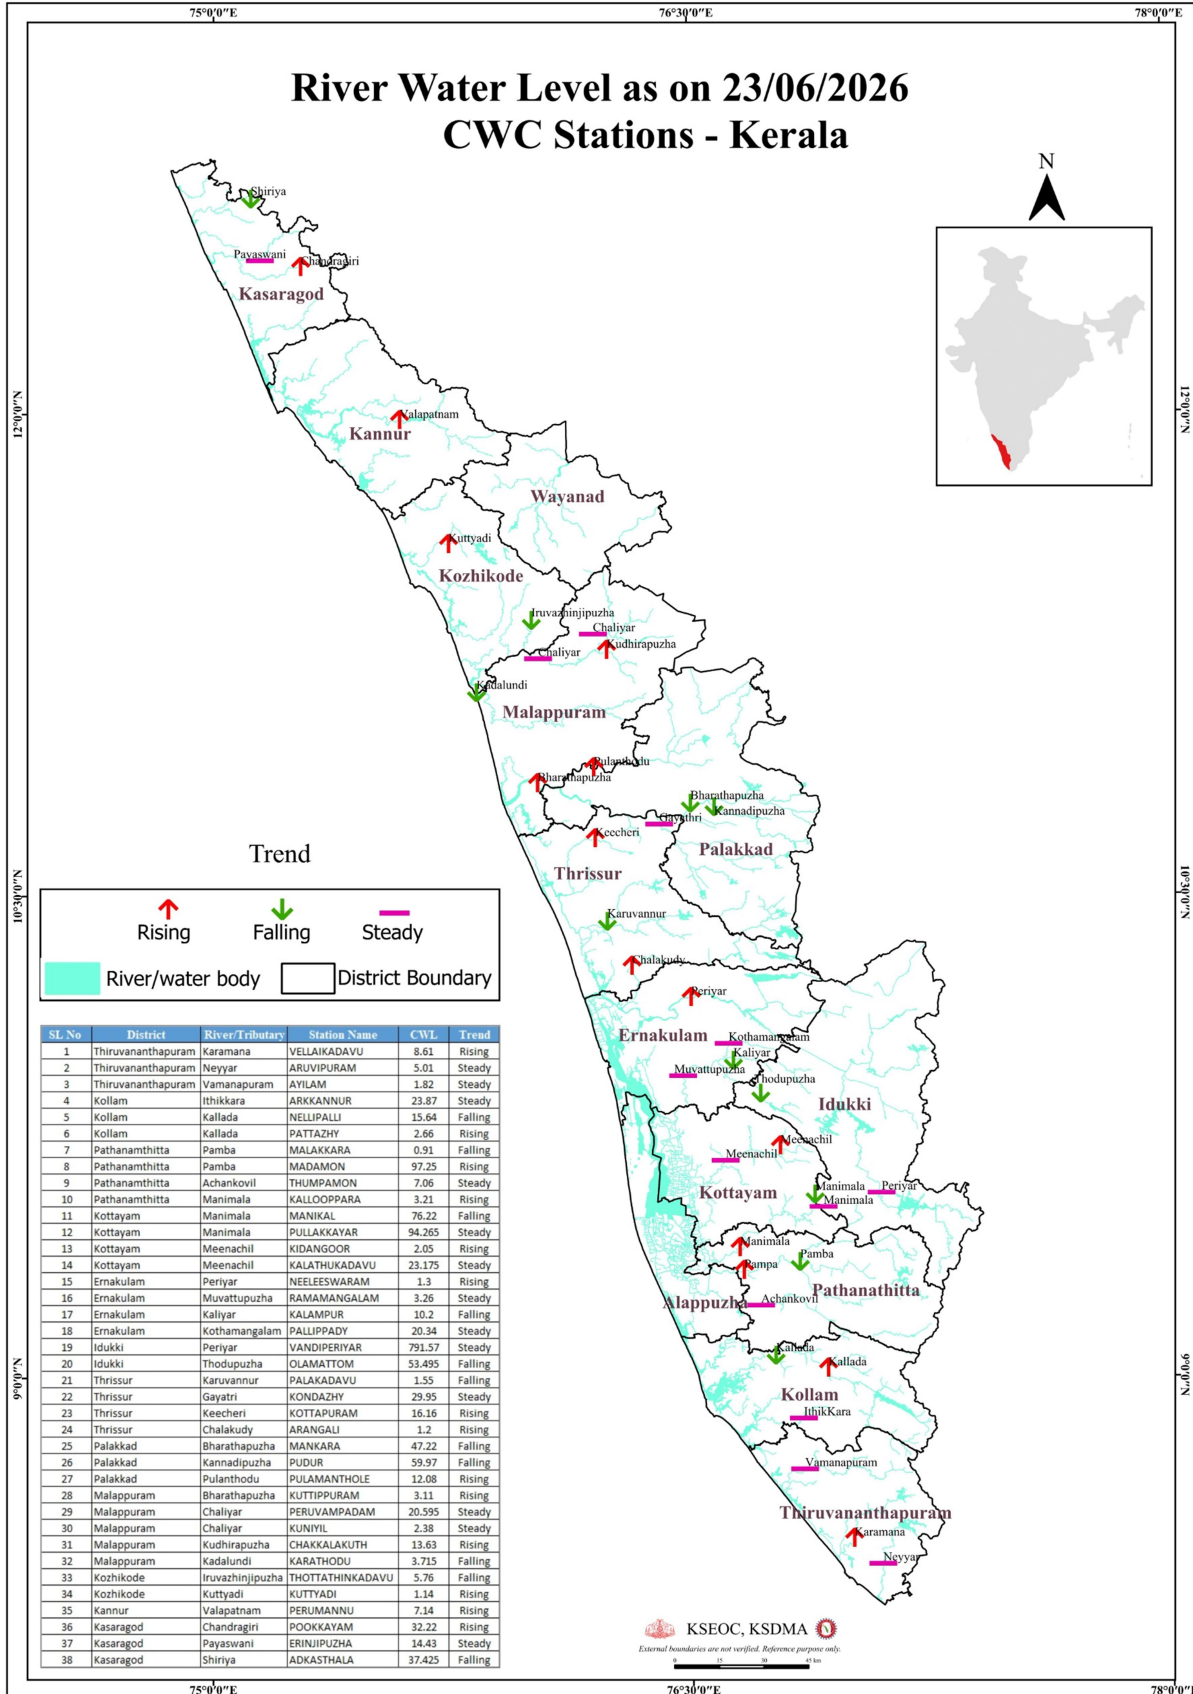 75°0'0"E 76°30'0"E 78°0'0"E
River Water Level as on 23/06/2026
CWC Stations - Kerala
N
Shiriya
Payaswani
Chandragiri
Kasaragod
12°0'0"N
12°0'0"N
Valapatnam
Kannur
Wayanad
Kuttyadi
Kozhikode
Iruvazhinjipuzha
Chaliyar
Kudhirapuzha
Chaliyar
Kadalundi
Malappuram
Pulanthodu
Bharathapuzha
Bharathapuzha
Kannadipuzha
Gayathri
Keecheri
Palakkad
Thrissur
10°30'0"N
10°30'0"N
Karuvannur
Chalakudy
Periyar
Ernakulam
Kothamangalam
Kaliyar
Muvattupuzha
Thodupuzha
Idukki
Meenachil
Meenachil
Kottayam
Manimala
Periyar
Manimala
Manimala
Pamba
Pampa
Pathanathitta
Achankovil
Alappuzha
Kallada
Kallada
Kollam
9°0'0"N
9°0'0"N
IthikKara
Vamanapuram
Thiruvananthapuram
Karamana
Neyyar
Trend
Rising Falling Steady
River/water body District Boundary
SL No District River/Tributary Station Name CWL Trend
1 Thiruvananthapuram Karamana VELLAIKADAVU 8.61 Rising
2 Thiruvananthapuram Neyyar ARUVIPURAM 5.01 Steady
3 Thiruvananthapuram Vamanapuram AYILAM 1.82 Steady
4 Kollam Ithikkara ARKKANNUR 23.87 Steady
5 Kollam Kallada NELLIPALLI 15.64 Falling
6 Kollam Kallada PATTAZHY 2.66 Rising
7 Pathanamthitta Pamba MALAKKARA 0.91 Falling
8 Pathanamthitta Pamba MADAMON 97.25 Rising
9 Pathanamthitta Achankovil THUMPAMON 7.06 Steady
10 Pathanamthitta Manimala KALLOOPPARA 3.21 Rising
11 Kottayam Manimala MANIKAL 76.22 Falling
12 Kottayam Manimala PULLAKKAYAR 94.265 Steady
13 Kottayam Meenachil KIDANGOOR 2.05 Rising
14 Kottayam Meenachil KALATHUKADAVU 23.175 Steady
15 Ernakulam Periyar NEELEESWARAM 1.3 Rising
16 Ernakulam Muvattupuzha RAMAMANGALAM 3.26 Steady
17 Ernakulam Kaliyar KALAMPUR 10.2 Falling
18 Ernakulam Kothamangalam PALLIPPADY 20.34 Steady
19 Idukki Periyar VANDIPERIYAR 791.57 Steady
20 Idukki Thodupuzha OLAMATTOM 53.495 Falling
21 Thrissur Karuvannur PALAKADAVU 1.55 Falling
22 Thrissur Gayatri KONDAZHY 29.95 Steady
23 Thrissur Keecheri KOTTAPURAM 16.16 Rising
24 Thrissur Chalakudy ARANGALI 1.2 Rising
25 Palakkad Bharathapuzha MANKARA 47.22 Falling
26 Palakkad Kannadipuzha PUDUR 59.97 Falling
27 Palakkad Pulanthodu PULAMANTHOLE 12.08 Rising
28 Malappuram Bharathapuzha KUTTIPPURAM 3.11 Rising
29 Malappuram Chaliyar PERUVAMPADAM 20.595 Steady
30 Malappuram Chaliyar KUNIYIL 2.38 Steady
31 Malappuram Kudhirapuzha CHAKKALAKUTH 13.63 Rising
32 Malappuram Kadalundi KARATHODU 3.715 Falling
33 Kozhikode Iruvazhinjipuzha THOTTATHINKADAVU 5.76 Falling
34 Kozhikode Kuttyadi KUTTYADI 1.14 Rising
35 Kannur Valapatnam PERUMANNU 7.14 Rising
36 Kasaragod Chandragiri POOKKAYAM 32.22 Rising
37 Kasaragod Payaswani ERINJIPUZHA 14.43 Steady
38 Kasaragod Shiriya ADKASTHALA 37.425 Falling
KSEOC, KSDMA
External boundaries are not verified. Reference purpose only.
0 15 30 45 km
75°0'0"E 76°30'0"E 78°0'0"E